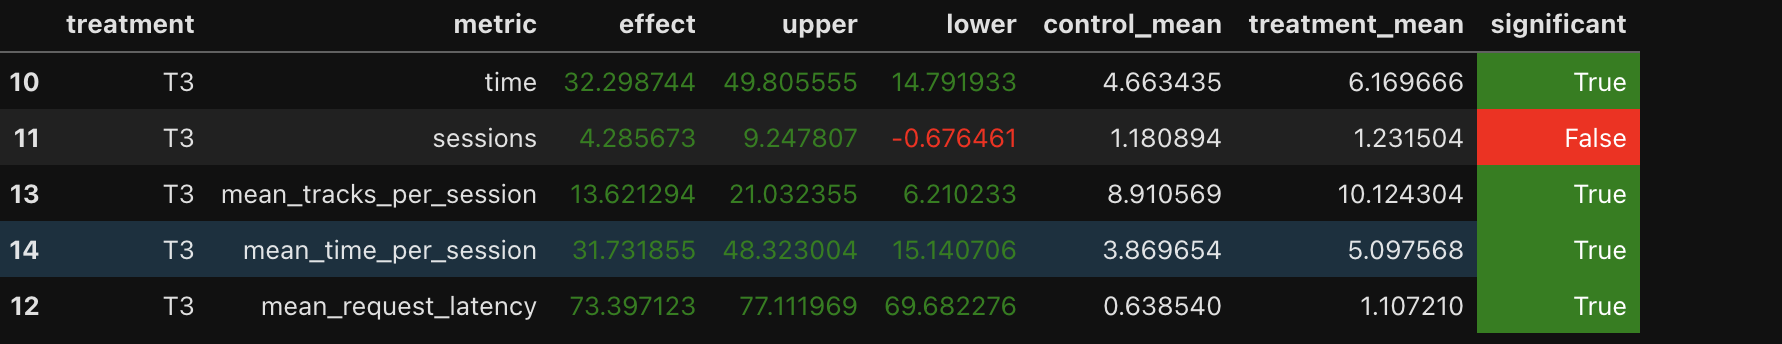 treatment metric effect upper lower control_mean treatment_mean significant
10 T3 time 32.298744 49.805555 14.791933 4.663435 6.169666 True
11 T3 sessions 4.285673 9.247807 -0.676461 1.180894 1.231504 False
13 T3 mean_tracks_per_session 13.621294 21.032355 6.210233 8.910569 10.124304 True
14 T3 mean_time_per_session 31.731855 48.323004 15.140706 3.869654 5.097568 True
12 T3 mean_request_latency 73.397123 77.111969 69.682276 0.638540 1.107210 True